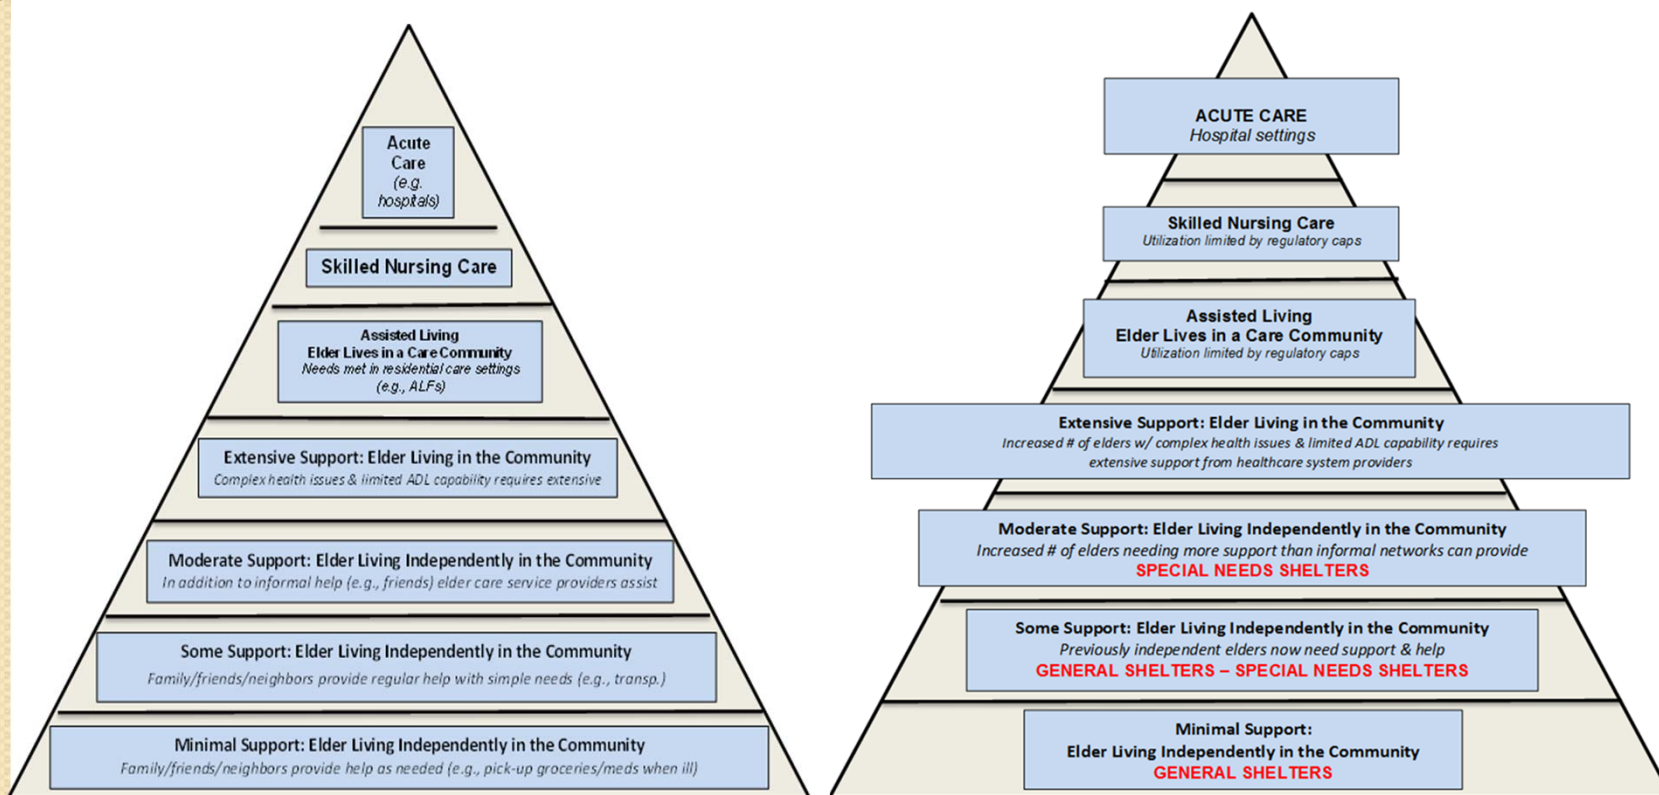 Acute
Care
(e.g.
hospitals)
Skilled Nursing Care
Assisted Living
Elder Lives in a Care Community
Needs met in residential care settings
(e.g., ALFs)
Extensive Support: Elder Living in the Community
Complex health issues & limited ADL capability requires extensive
Moderate Support: Elder Living Independently in the Community
In addition to informal help (e.g., friends) elder care service providers assist
Some Support: Elder Living Independently in the Community
Family/friends/neighbors provide regular help with simple needs (e.g., transp.)
Minimal Support: Elder Living Independently in the Community
Family/friends/neighbors provide help as needed (e.g., pick-up groceries/meds when ill)
ACUTE CARE
Hospital settings
Skilled Nursing Care
Utilization limited by regulatory caps
Assisted Living
Elder Lives in a Care Community
Utilization limited by regulatory caps
Extensive Support: Elder Living in the Community
Increased # of elders w/ complex health issues & limited ADL capability requires
extensive support from healthcare system providers
Moderate Support: Elder Living Independently in the Community
Increased # of elders needing more support than informal networks can provide
SPECIAL NEEDS SHELTERS
Some Support: Elder Living Independently in the Community
Previously independent elders now need support & help
GENERAL SHELTERS – SPECIAL NEEDS SHELTERS
Minimal Support:
Elder Living Independently in the Community
GENERAL SHELTERS